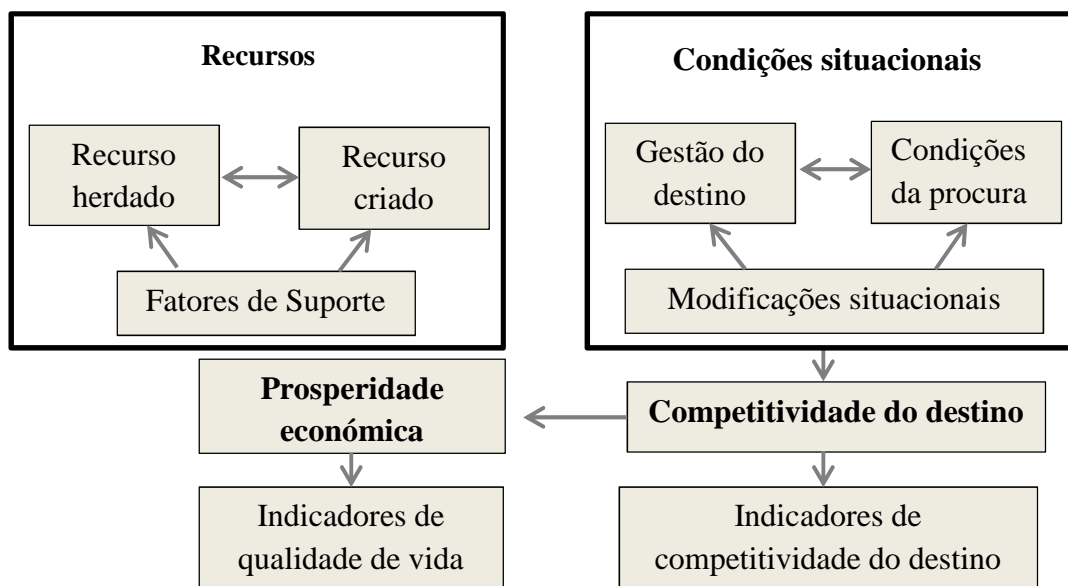 Recursos
Recurso
herdado
Recurso
criado
Fatores de Suporte
Condições situacionais
Gestão do
destino
Condições
da procura
Modificações situacionais
Prosperidade
económica
Competitividade do destino
Indicadores de
qualidade de vida
Indicadores de
competitividade do destino